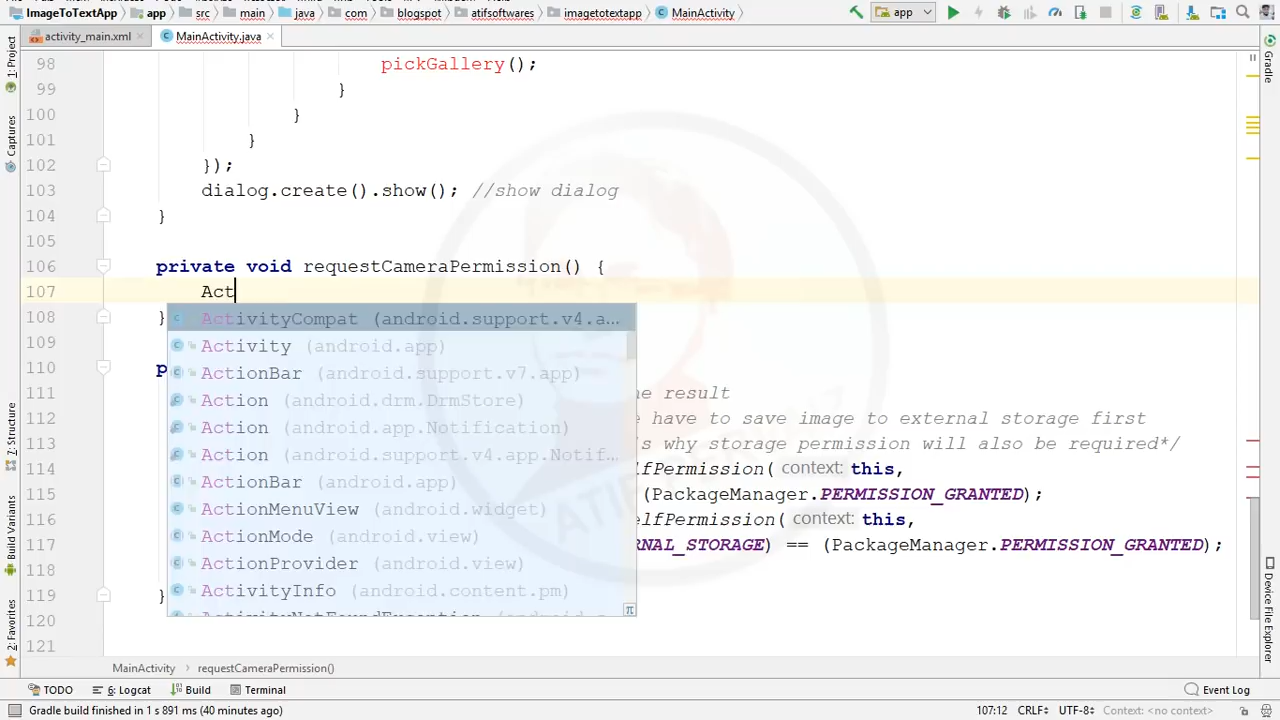 ImageToTextApp app src main java com blogspot atifsoftwares imagetotextapp MainActivity app
activity_main.xml MainActivity.java
1: Project
Captures
7: Structure
Build Variants
2: Favorites
Gradle
Device File Explorer
98 pickGallery();
99 }
100 }
101 }
102 });
103 dialog.create().show(); //show dialog
104 }
105
106 private void requestCameraPermission() {
107 Act
108 }
109
110 p
111 e result
112 have to save image to external storage first
113 s why storage permission will also be required*/
114 lfPermission( context: this,
115 (PackageManager.PERMISSION_GRANTED);
116 elfPermission( context: this,
117 RNAL_STORAGE) == (PackageManager.PERMISSION_GRANTED);
118
119 }
120
121
ActivityCompat (android.support.v4.a...
Activity (android.app)
ActionBar (android.support.v7.app)
Action (android.drm.DrmStore)
Action (android.app.Notification)
Action (android.support.v4.app.Notif...
ActionBar (android.app)
ActionMenuView (android.widget)
ActionMode (android.view)
ActionProvider (android.view)
ActivityInfo (android.content.pm)
MainActivity › requestCameraPermission()
TODO 6: Logcat Build Terminal Event Log
Gradle build finished in 1 s 891 ms (40 minutes ago) 107:12 CRLF UTF-8 Context: <no context>